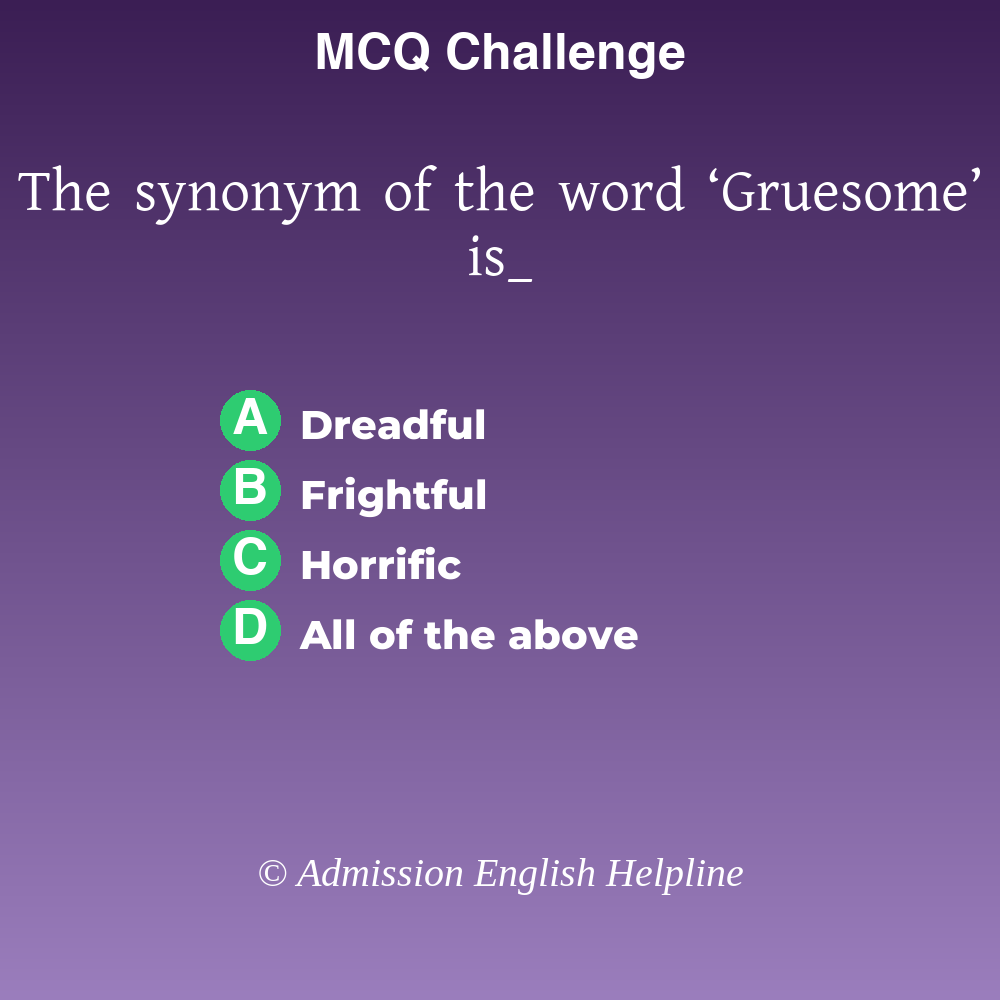 MCQ Challenge
The synonym of the word ‘Gruesome’
is_
A Dreadful
B Frightful
C Horrific
D All of the above
© Admission English Helpline